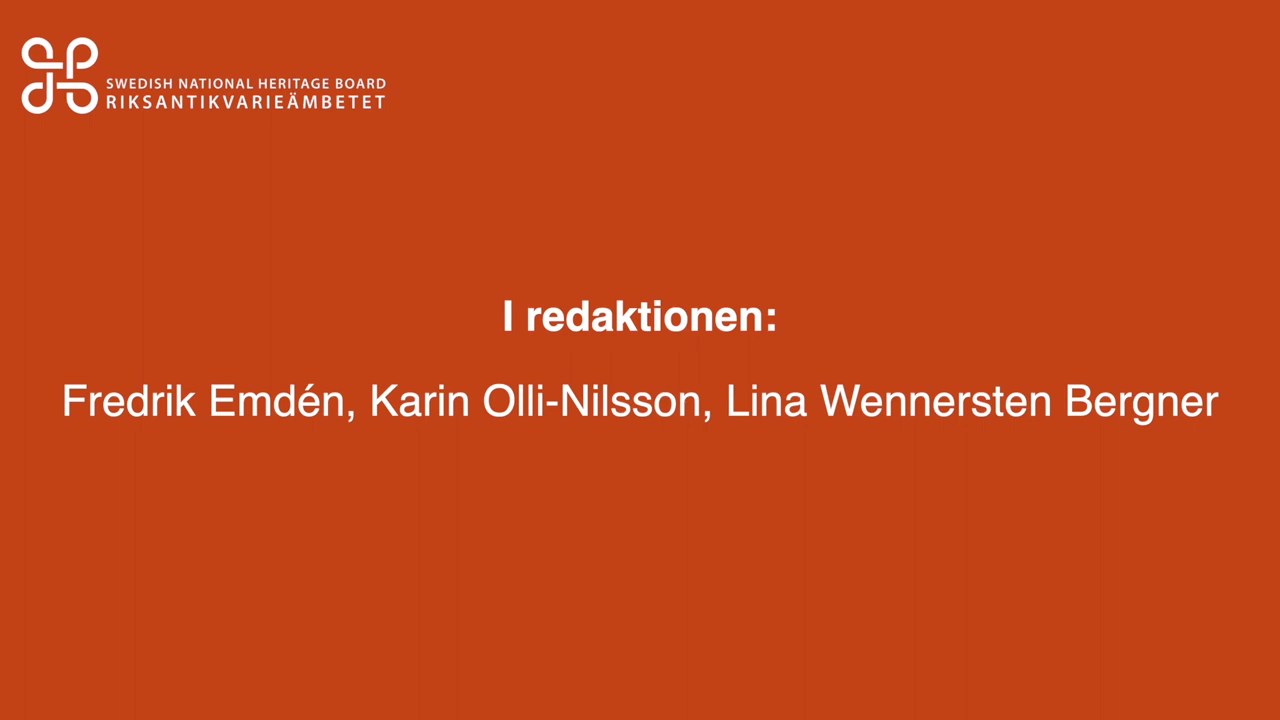 SWEDISH NATIONAL HERITAGE BOARD
RIKSANTIKVARIEÄMBETET
I redaktionen:
Fredrik Emdén, Karin Olli-Nilsson, Lina Wennersten Bergner